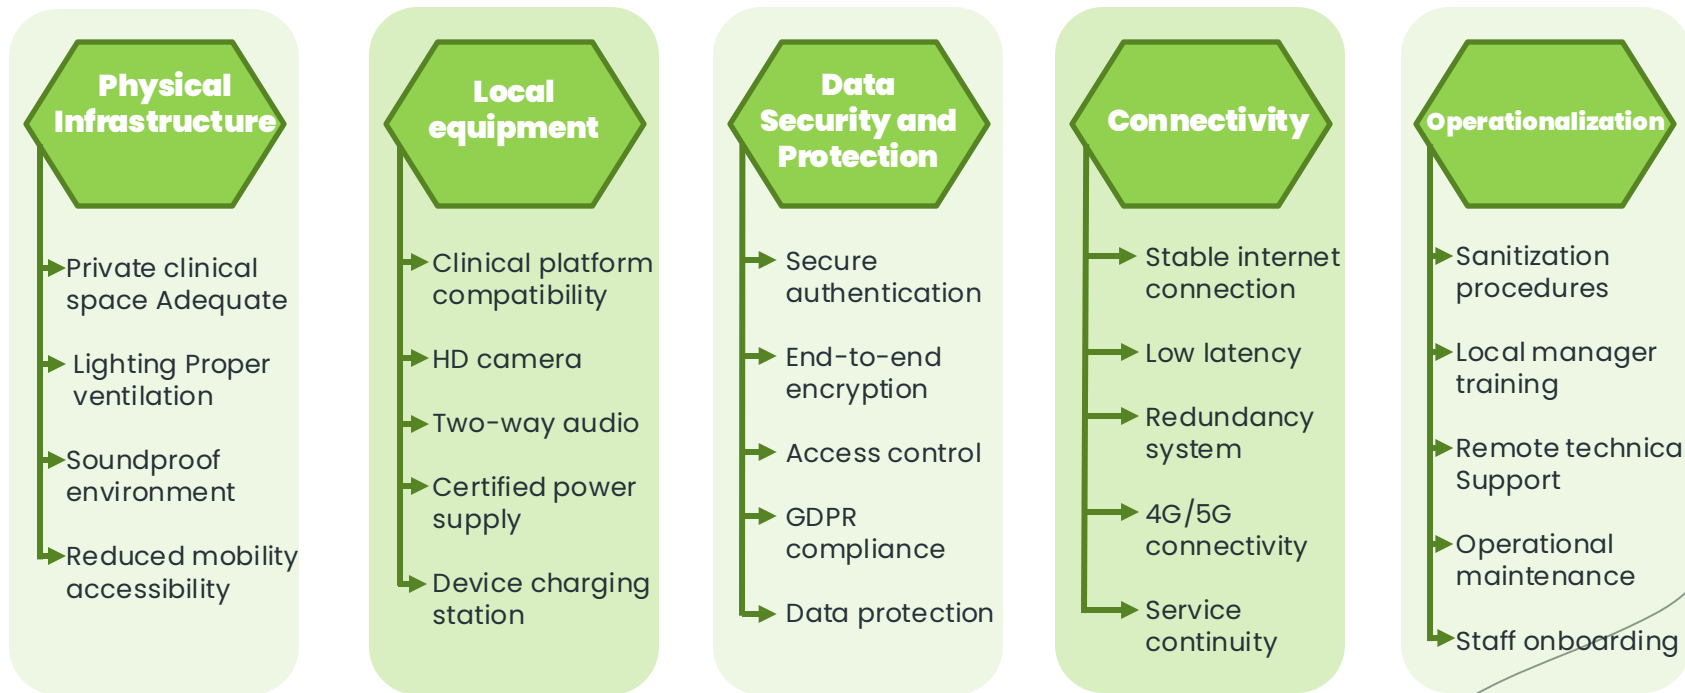 Physical
Infrastructure
Private clinical
space Adequate
Lighting Proper
ventilation
Soundproof
environment
Reduced mobility
accessibility
Local
equipment
Clinical platform
compatibility
HD camera
Two-way audio
Certified power
supply
Device charging
station
Data
Security and
Protection
Secure
authentication
End-to-end
encryption
Access control
GDPR
compliance
Data protection
Connectivity
Stable internet
connection
Low latency
Redundancy
system
4G/5G
connectivity
Service
continuity
Operationalization
Sanitization
procedures
Local manager
training
Remote technica
Support
Operational
maintenance
Staff onboarding